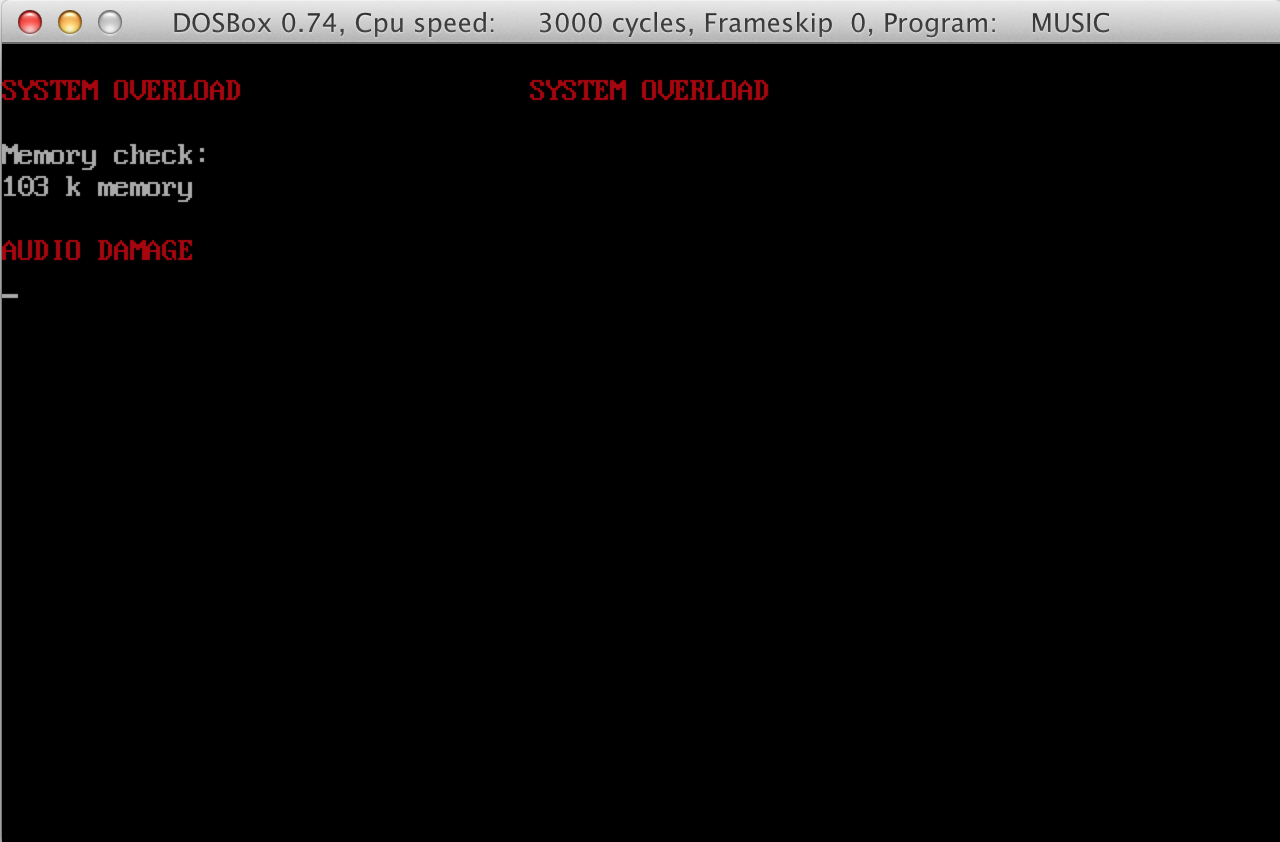 DOSBox 0.74, Cpu speed: 3000 cycles, Frameskip 0, Program: MUSIC
SYSTEM OVERLOAD SYSTEM OVERLOAD
Memory check:
103 k memory
AUDIO DAMAGE
_